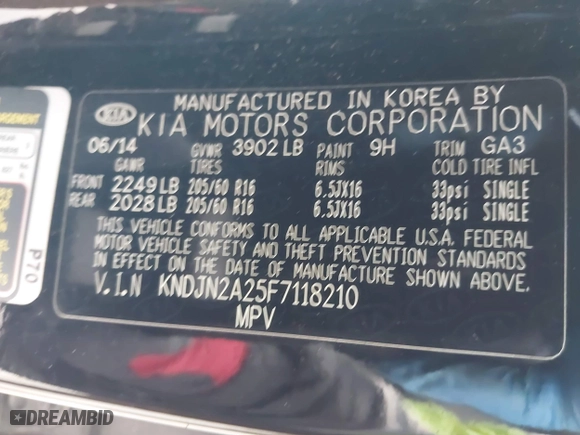 MANUFACTURED IN KOREA BY
KIA KIA MOTORS CORPORATION
06/14 GVWR 3902 LB PAINT 9H TRIM GA3
GAWR TIRES RIMS COLD TIRE INFL
FRONT 2249 LB 205/60 R16 6.5JX16 33psi SINGLE
REAR 2028 LB 205/60 R16 6.5JX16 33psi SINGLE
THIS VEHICLE CONFORMS TO ALL APPLICABLE U.S.A. FEDERAL
MOTOR VEHICLE SAFETY AND THEFT PREVENTION STANDARDS
IN EFFECT ON THE DATE OF MANUFACTURE SHOWN ABOVE.
V.I.N KNDJN2A25F7118210
MPV
P70
DREAMBID